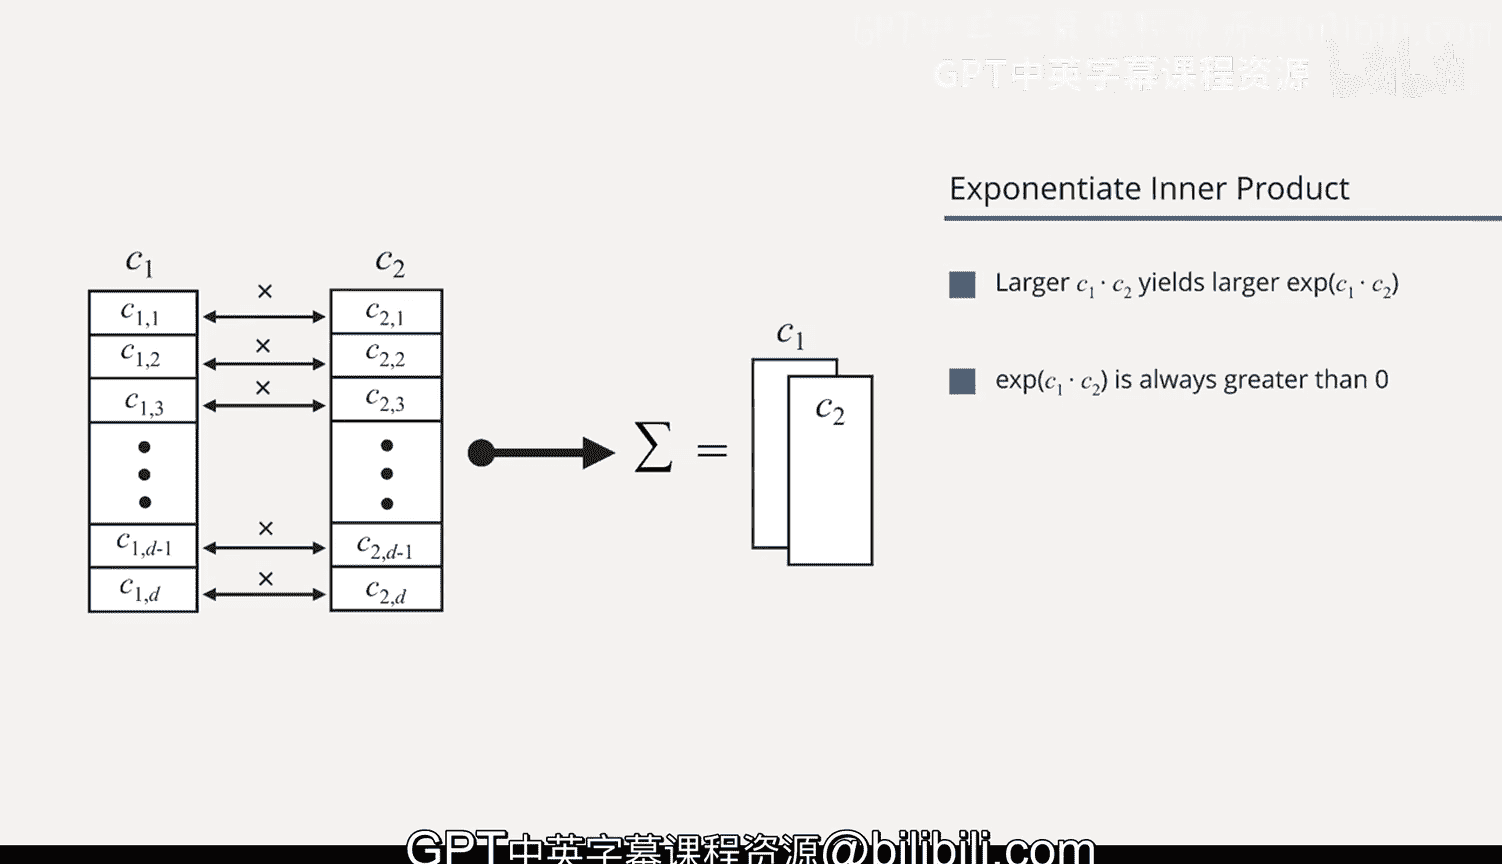 GPT中英字幕课程资源 bilibili
Exponentiate Inner Product
Larger c₁ · c₂ yields larger exp(c₁ · c₂)
exp(c₁ · c₂) is always greater than 0
c₁ c₂
c₁,₁ × c₂,₁
c₁,₂ × c₂,₂
c₁,₃ × c₂,₃
c₁,d-1 × c₂,d-1
c₁,d × c₂,d
∑ =
c₁
c₂
GPT中英字幕课程资源@bilibili.com